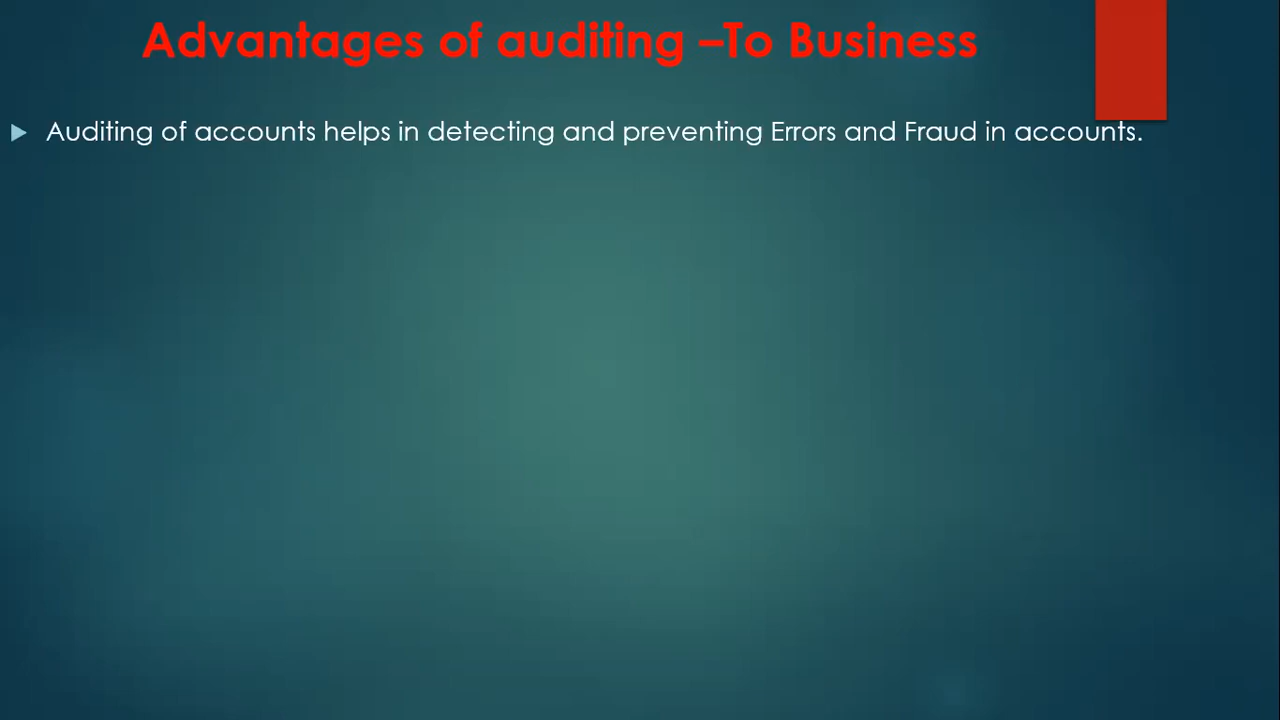 Advantages of auditing –To Business
Auditing of accounts helps in detecting and preventing Errors and Fraud in accounts.